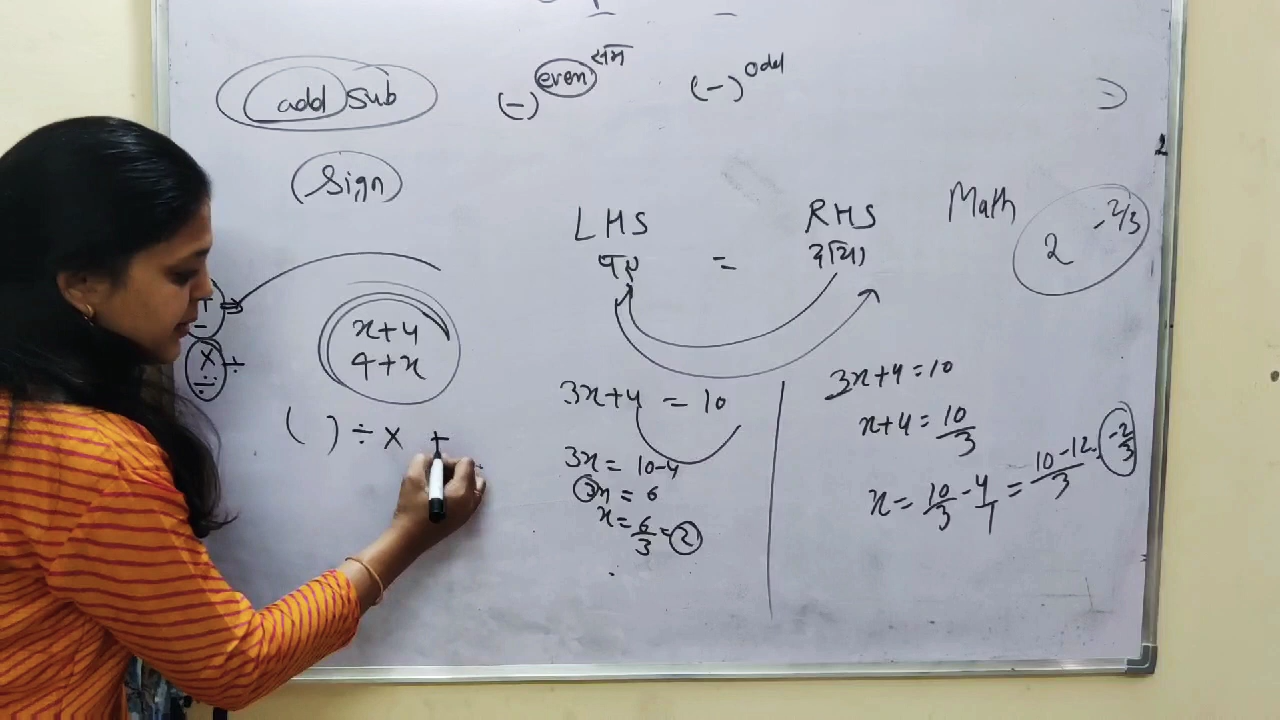 add sub
(-)^even सम
(-)^odd
(Sign)
LHS = RHS
घर = दुनिया
Math
2^-2/3
+
-
× ÷
÷
x+4
4+x
( ) ÷ × +
3x+4 = 10
3x = 10-4
3x = 6
x = 6/3 = 2
3x+4 = 10
x+4 = 10/3
x = 10/3 - 4/1 = 10-12/3 = -2/3